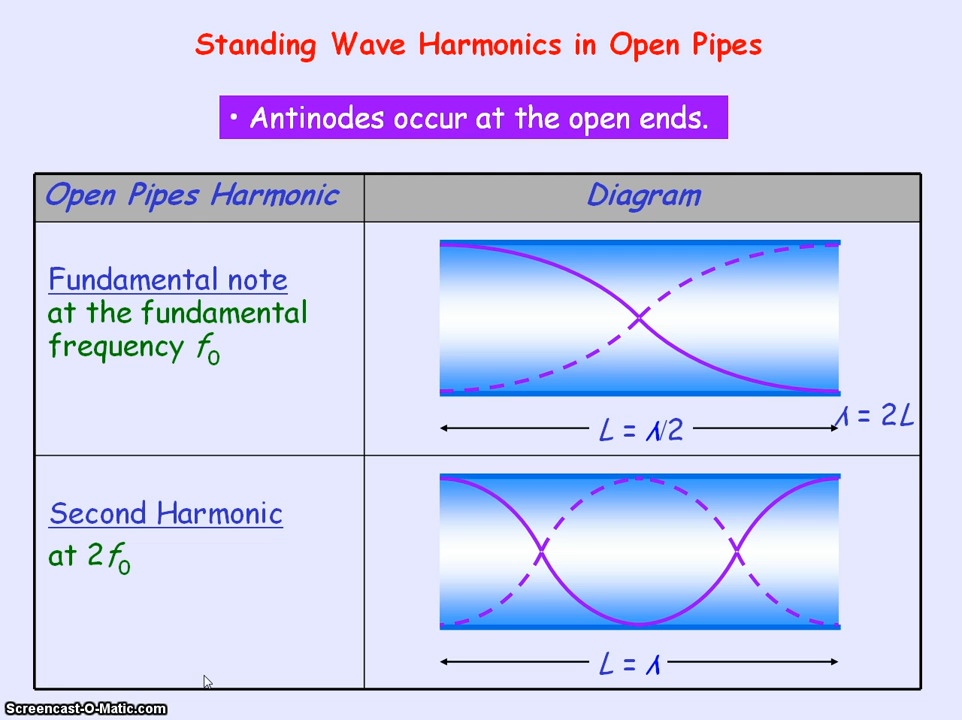 Standing Wave Harmonics in Open Pipes
• Antinodes occur at the open ends.
Open Pipes Harmonic
Diagram
Fundamental note
at the fundamental
frequency f₀
L = λ/2
λ = 2L
Second Harmonic
at 2f₀
L = λ
Screencast-O-Matic.com